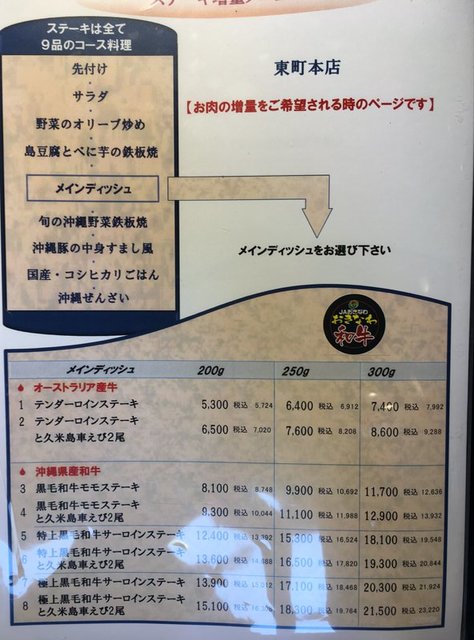 ステーキは全て
9品のコース料理
先付け
・
サラダ
・
野菜のオリーブ炒め
・
島豆腐とべに芋の鉄板焼
・
メインディッシュ
・
旬の沖縄野菜鉄板焼
・
沖縄豚の中身すまし風
・
国産・コシヒカリごはん
・
沖縄ぜんざい
東町本店
【お肉の増量をご希望される時のページです】
メインディッシュをお選び下さい
JAおきなわ
おきなわ
和牛
メインディッシュ 200g 250g 300g
オーストラリア産牛
1 テンダーロインステーキ 5,300 税込 5,724 6,400 税込 6,912 7,400 税込 7,992
2 テンダーロインステーキ
と久米島車えび2尾 6,500 税込 7,020 7,600 税込 8,208 8,600 税込 9,288
沖縄県産和牛
3 黒毛和牛モモステーキ 8,100 税込 8,748 9,900 税込 10,692 11,700 税込 12,636
4 黒毛和牛モモステーキ
と久米島車えび2尾 9,300 税込 10,044 11,100 税込 11,988 12,900 税込 13,932
5 特上黒毛和牛サーロインステーキ 12,400 税込 13,392 15,300 税込 16,524 18,100 税込 19,548
6 特上黒毛和牛サーロインステーキ
と久米島車えび2尾 13,600 税込 14,688 16,500 税込 17,820 19,300 税込 20,844
7 極上黒毛和牛サーロインステーキ 13,900 税込 15,012 17,100 税込 18,468 20,300 税込 21,924
8 極上黒毛和牛サーロインステーキ
と久米島車えび2尾 15,100 税込 16,308 18,300 税込 19,764 21,500 税込 23,220